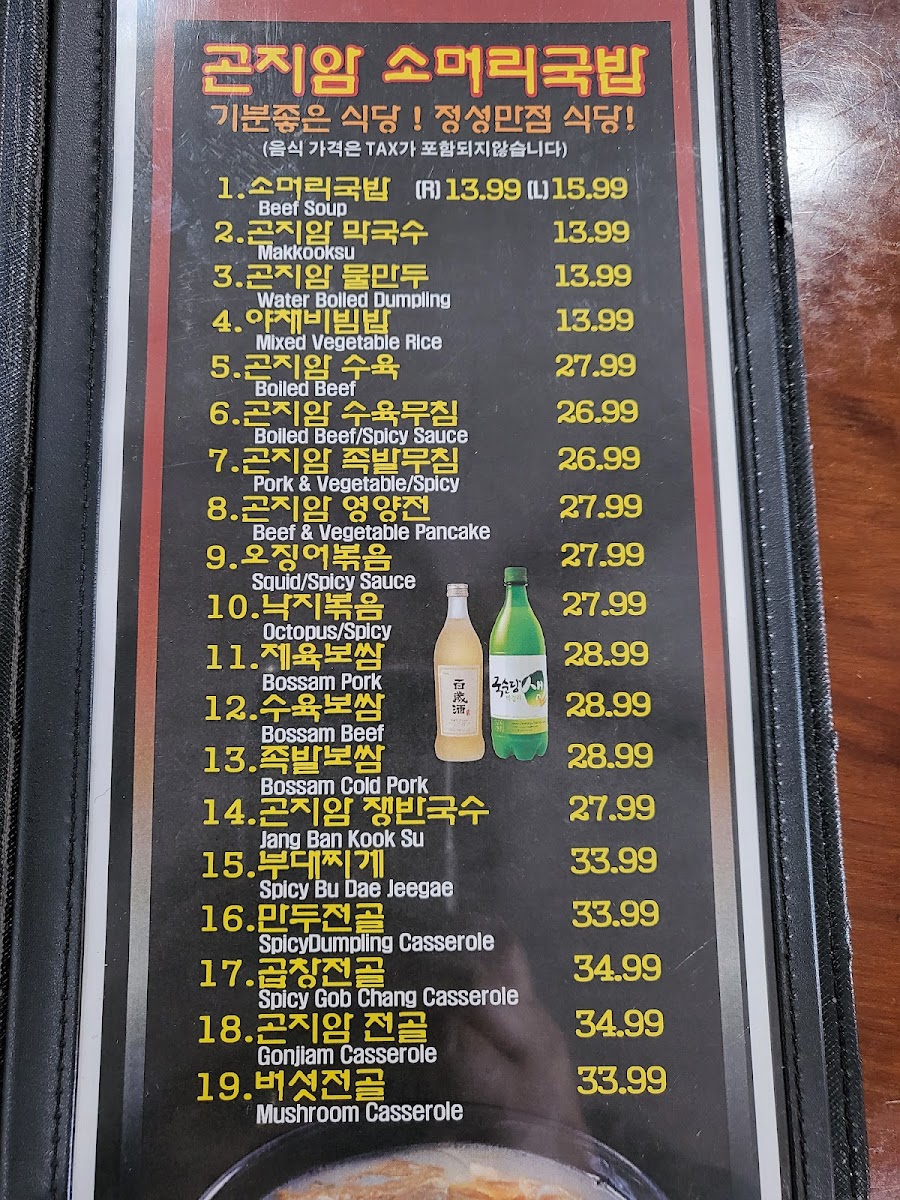 곤지암 소머리국밥
기분좋은 식당 ! 정성만점 식당!
(음식 가격은 TAX가 포함되지않습니다)
1.소머리국밥 (R) 13.99 (L) 15.99
Beef Soup
2.곤지암 막국수 13.99
Makkooksu
3.곤지암 물만두 13.99
Water Boiled Dumpling
4.야채비빔밥 13.99
Mixed Vegetable Rice
5.곤지암 수육 27.99
Boiled Beef
6.곤지암 수육무침 26.99
Boiled Beef/Spicy Sauce
7.곤지암 족발무침 26.99
Pork & Vegetable/Spicy
8.곤지암 영양전 27.99
Beef & Vegetable Pancake
9.오징어볶음 27.99
Squid/Spicy Sauce
10.낙지볶음 27.99
Octopus/Spicy
11.제육보쌈 28.99
Bossam Pork
12.수육보쌈 28.99
Bossam Beef
13.족발보쌈 28.99
Bossam Cold Pork
百歲酒
국순당 생
14.곤지암 쟁반국수 27.99
Jang Ban Kook Su
15.부대찌게 33.99
Spicy Bu Dae Jeegae
16.만두전골 33.99
SpicyDumpling Casserole
17.곱창전골 34.99
Spicy Gob Chang Casserole
18.곤지암 전골 34.99
Gonjiam Casserole
19.버섯전골 33.99
Mushroom Casserole